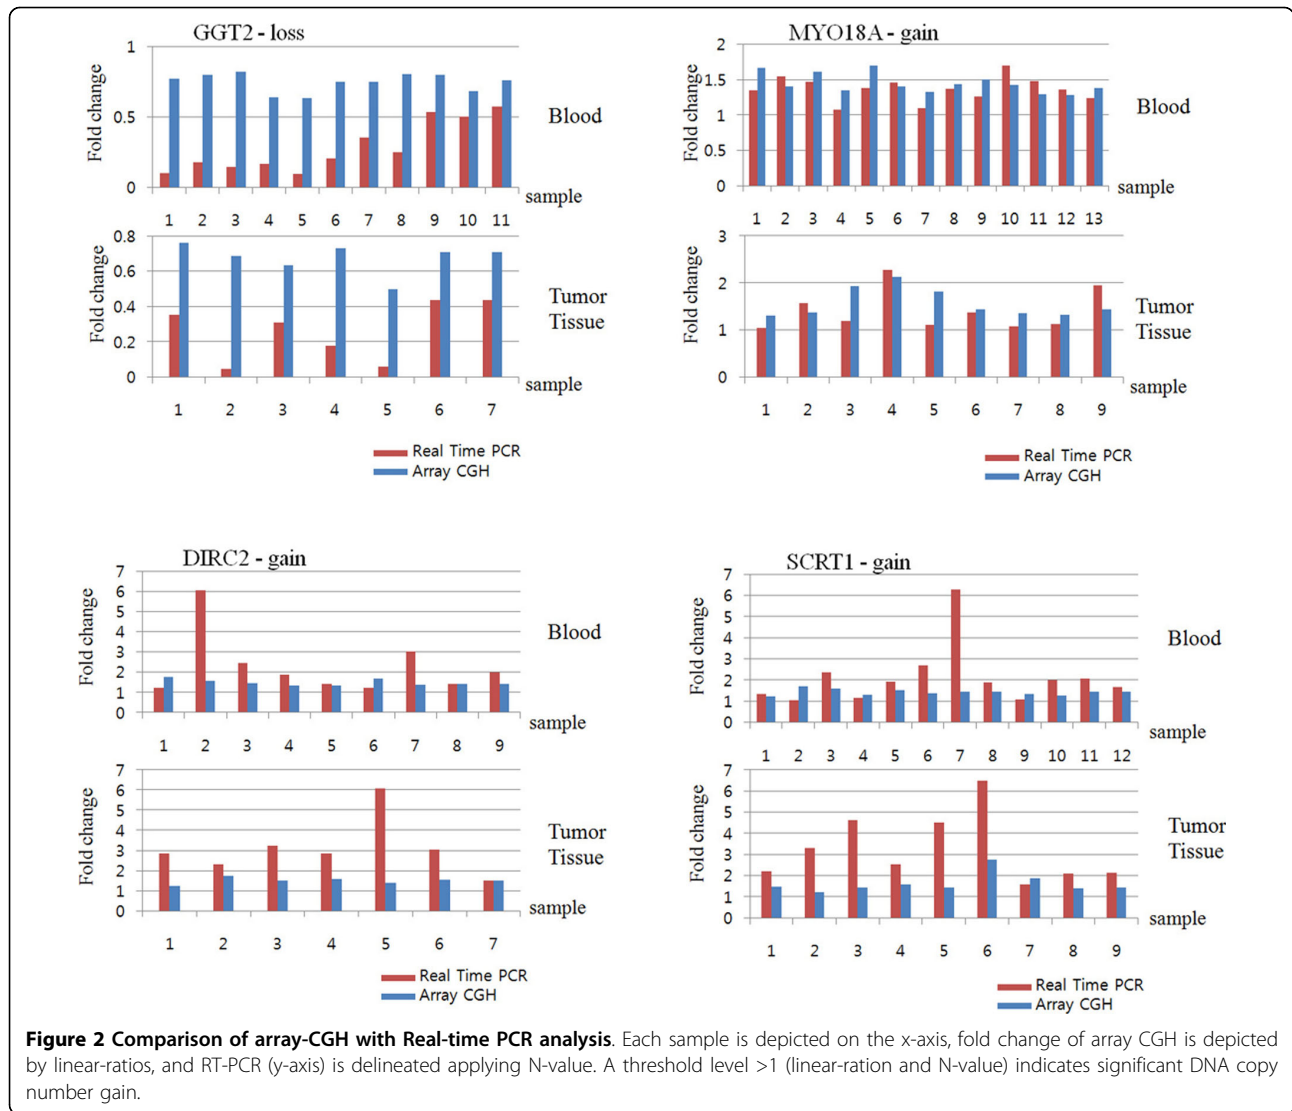 GGT2 - loss
Fold change
1
0.5
0
Blood
sample
1 2 3 4 5 6 7 8 9 10 11
Fold change
0.8
0.6
0.4
0.2
0
Tumor
Tissue
sample
1 2 3 4 5 6 7
Real Time PCR
Array CGH
MYO18A - gain
Fold change
2
1.5
1
0.5
0
Blood
sample
1 2 3 4 5 6 7 8 9 10 11 12 13
Fold change
3
2
1
0
Tumor
Tissue
sample
1 2 3 4 5 6 7 8 9
Real Time PCR
Array CGH
DIRC2 - gain
Fold change
7
6
5
4
3
2
1
0
Blood
sample
1 2 3 4 5 6 7 8 9
Fold change
7
6
5
4
3
2
1
0
Tumor
Tissue
sample
1 2 3 4 5 6 7
Real Time PCR
Array CGH
SCRT1 - gain
Fold change
7
6
5
4
3
2
1
0
Blood
sample
1 2 3 4 5 6 7 8 9 10 11 12
Fold change
7
6
5
4
3
2
1
0
Tumor
Tissue
sample
1 2 3 4 5 6 7 8 9
Real Time PCR
Array CGH
Figure 2 Comparison of array-CGH with Real-time PCR analysis. Each sample is depicted on the x-axis, fold change of array CGH is depicted
by linear-ratios, and RT-PCR (y-axis) is delineated applying N-value. A threshold level >1 (linear-ration and N-value) indicates significant DNA copy
number gain.